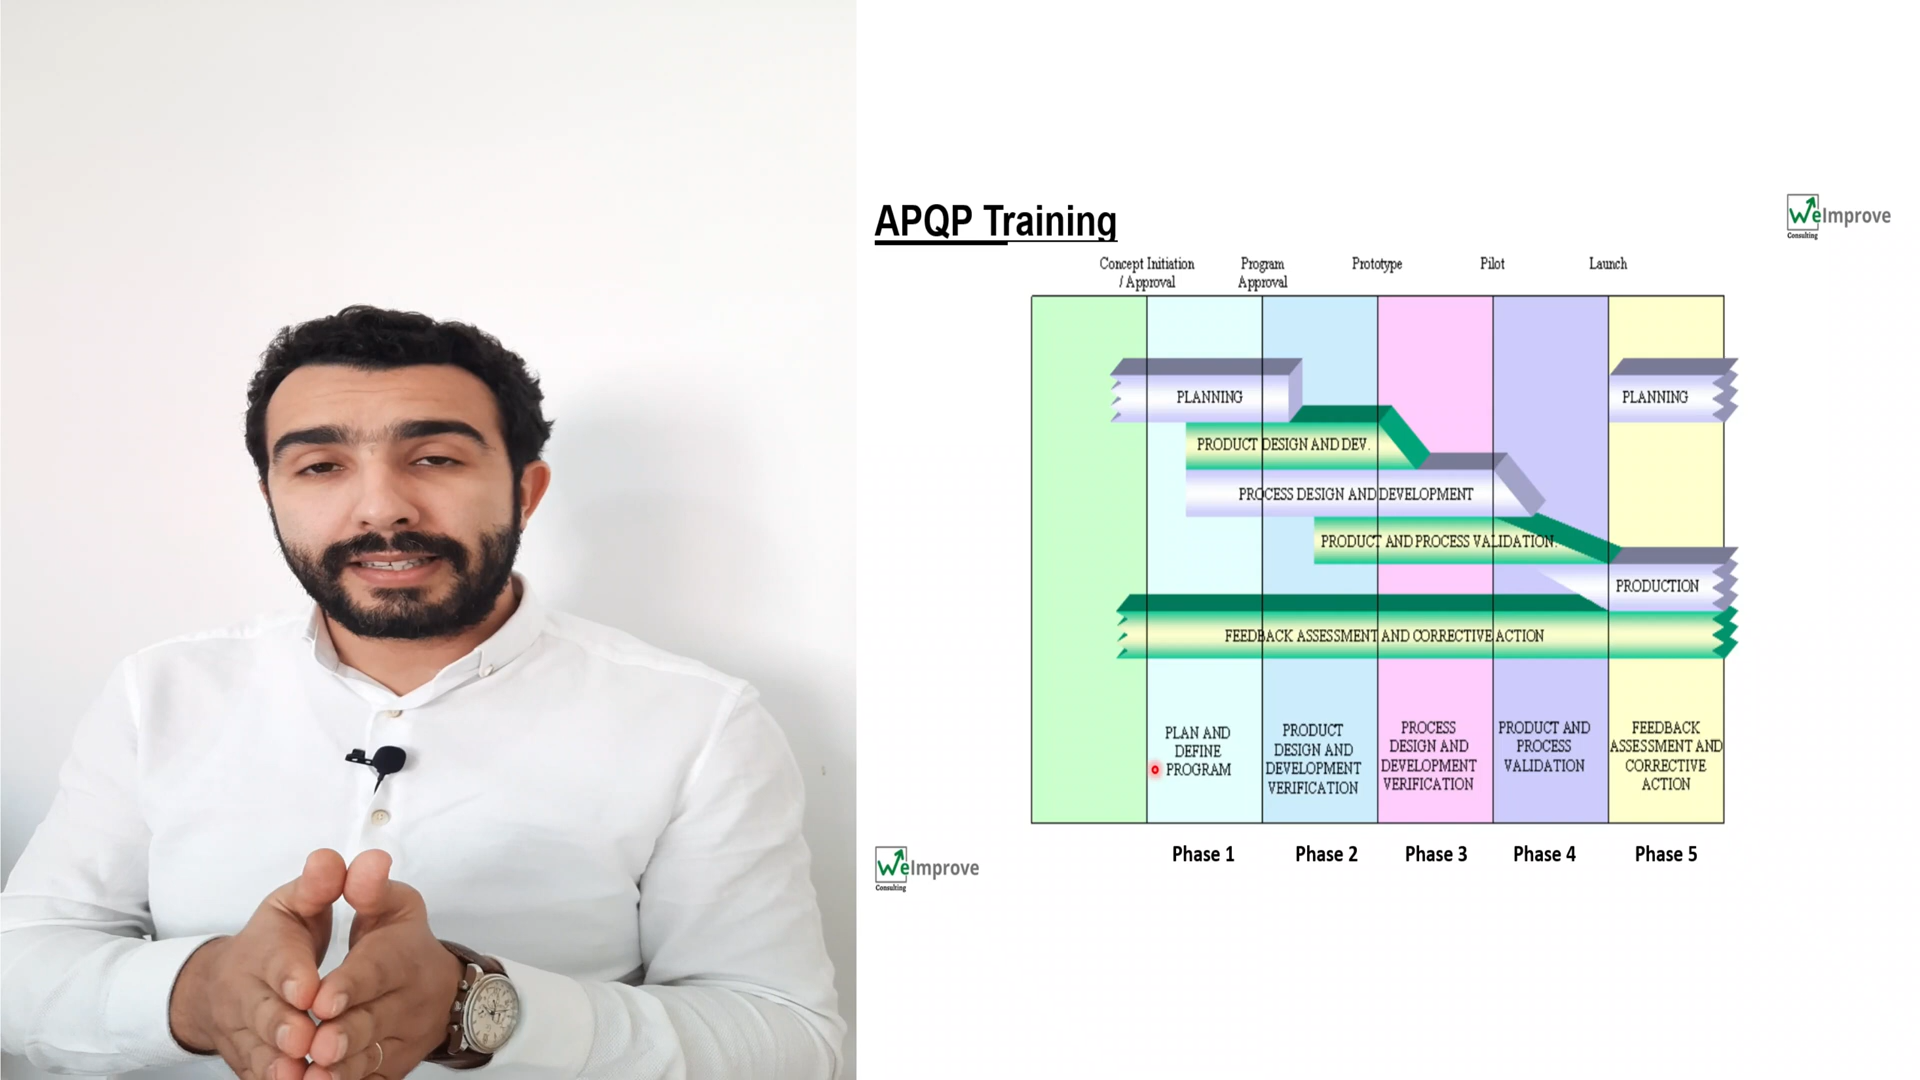 APQP Training
WeImprove
Consulting
Concept Initiation
/ Approval
Program
Approval
Prototype
Pilot
Launch
PLANNING
PLANNING
PRODUCT DESIGN AND DEV.
PROCESS DESIGN AND DEVELOPMENT
PRODUCT AND PROCESS VALIDATION.
PRODUCTION
FEEDBACK ASSESSMENT AND CORRECTIVE ACTION
PLAN AND
DEFINE
PROGRAM
PRODUCT
DESIGN AND
DEVELOPMENT
VERIFICATION
PROCESS
DESIGN AND
DEVELOPMENT
VERIFICATION
PRODUCT AND
PROCESS
VALIDATION
FEEDBACK
ASSESSMENT AND
CORRECTIVE
ACTION
Phase 1
Phase 2
Phase 3
Phase 4
Phase 5
WeImprove
Consulting